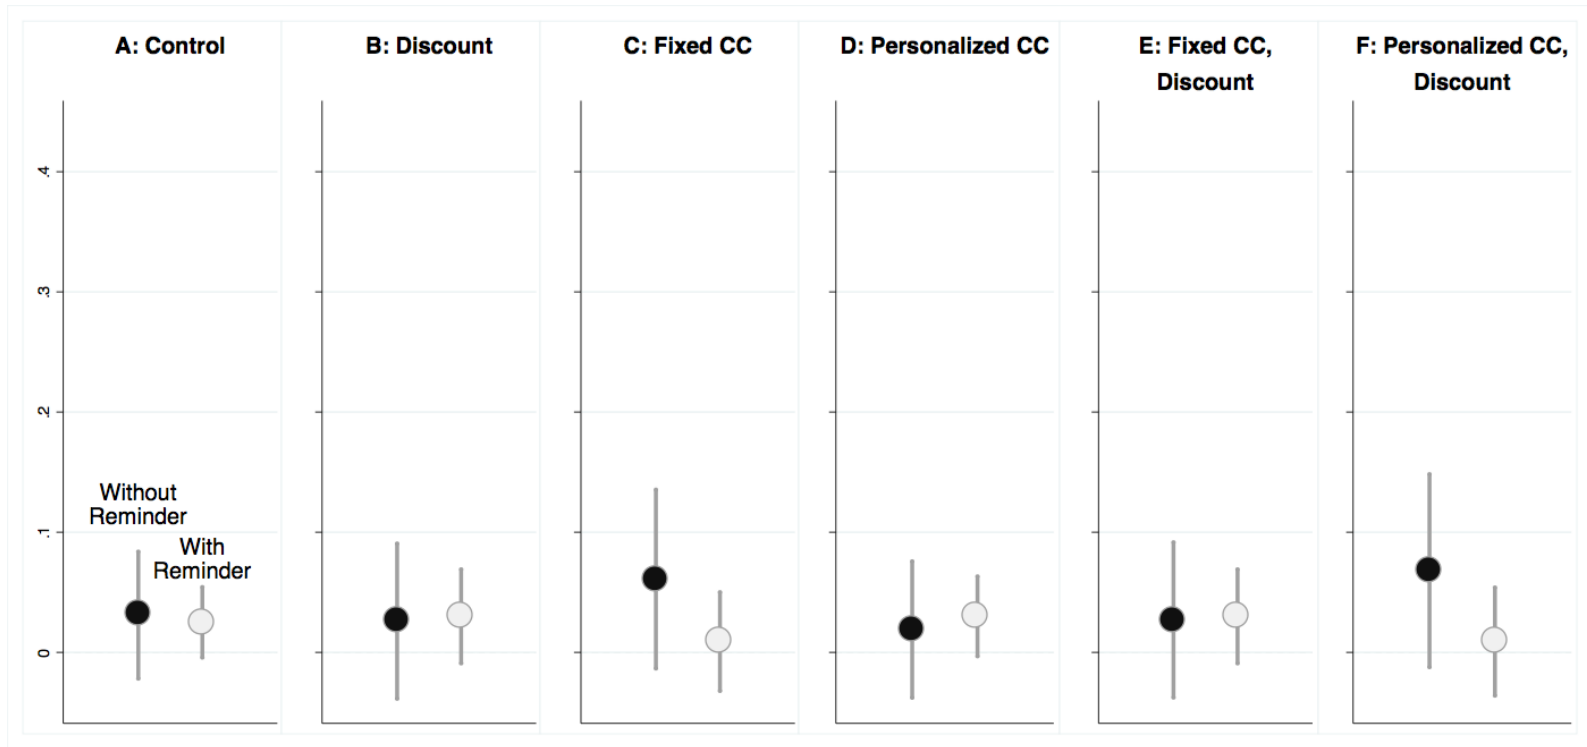 A: Control
B: Discount
C: Fixed CC
D: Personalized CC
E: Fixed CC,
Discount
F: Personalized CC,
Discount
.4
.3
.2
.1
0
Without
Reminder
With
Reminder